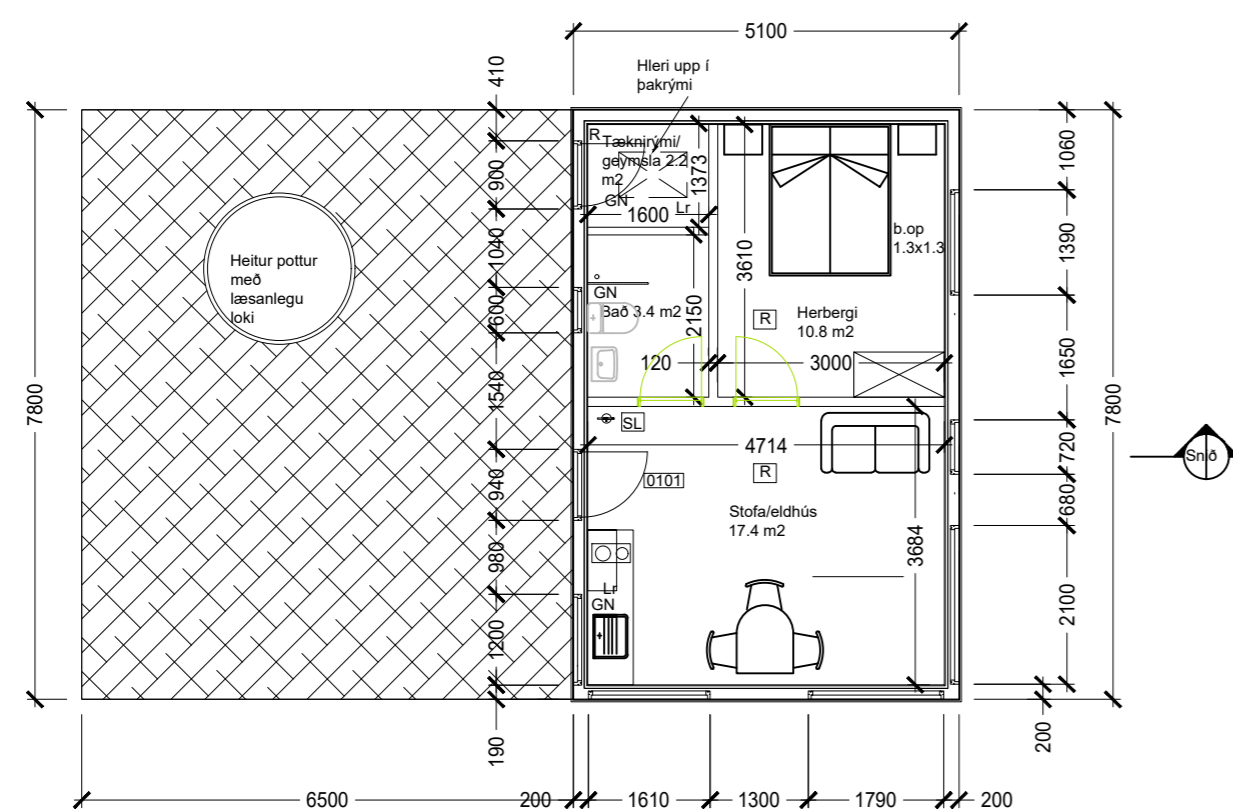 5100
410
Hleri upp í
þakrými
R
Tæknirými/
geymsla 2.2
m2
GN
Lr
1373
1600
900
1060
1040
Heitur pottur
með
læsanlegu
loki
b.op
1.3x1.3
1390
3610
GN
Bað 3.4 m2
2150
R
Herbergi
10.8 m2
600
1650
120
3000
1540
7800
7800
SL
4714
R
0101
720
Snið
940
Stofa/eldhús
17.4 m2
680
3684
980
Lr
GN
2100
1200
190
200
6500
200
1610
1300
1790
200